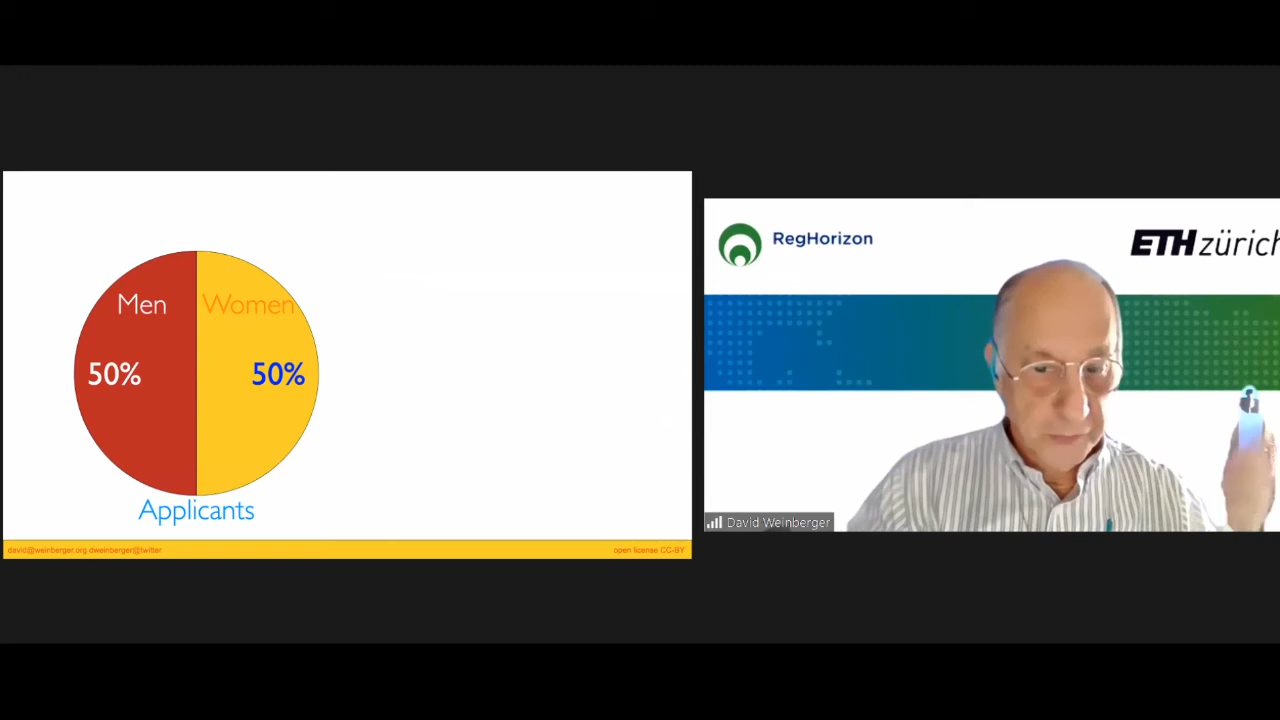 Men
Women
50%
50%
Applicants
david@weinberger.org dweinberger@twitter
open license CC-BY
RegHorizon
ETH zürich
David Weinberger